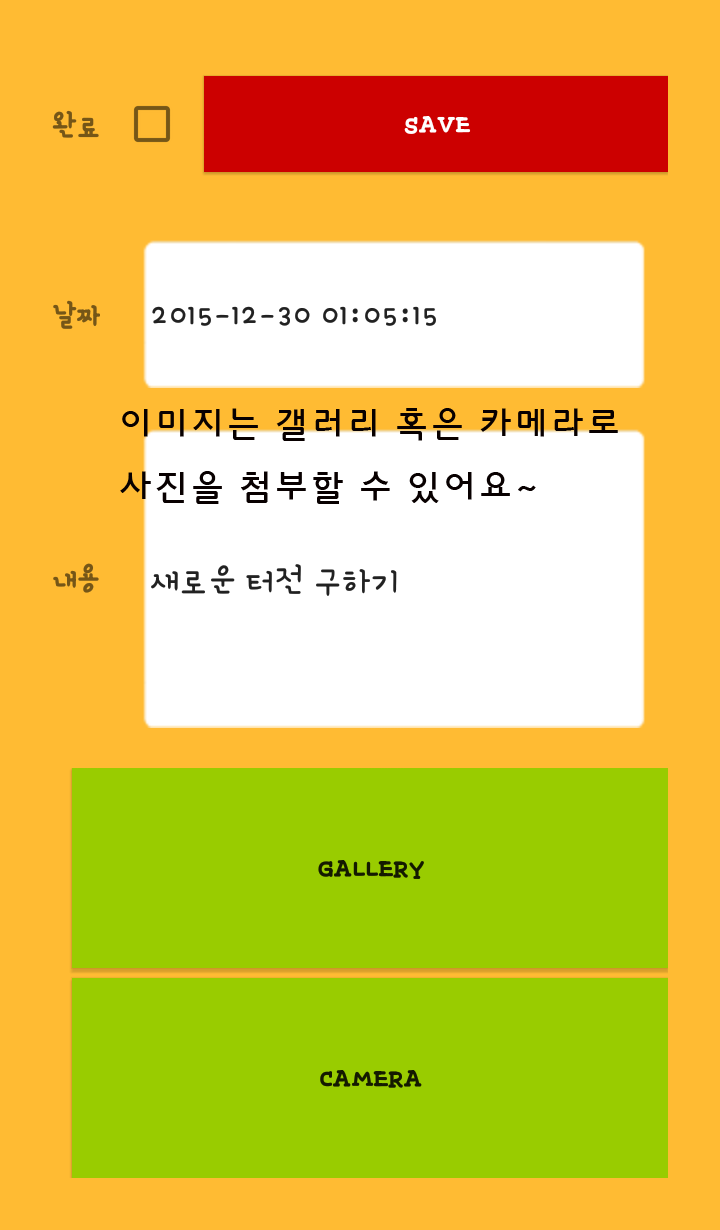 완료
SAVE
날짜
2015-12-30 01:05:15
이미지는 갤러리 혹은 카메라로
사진을 첨부할 수 있어요~
내용
새로운 터전 구하기
GALLERY
CAMERA